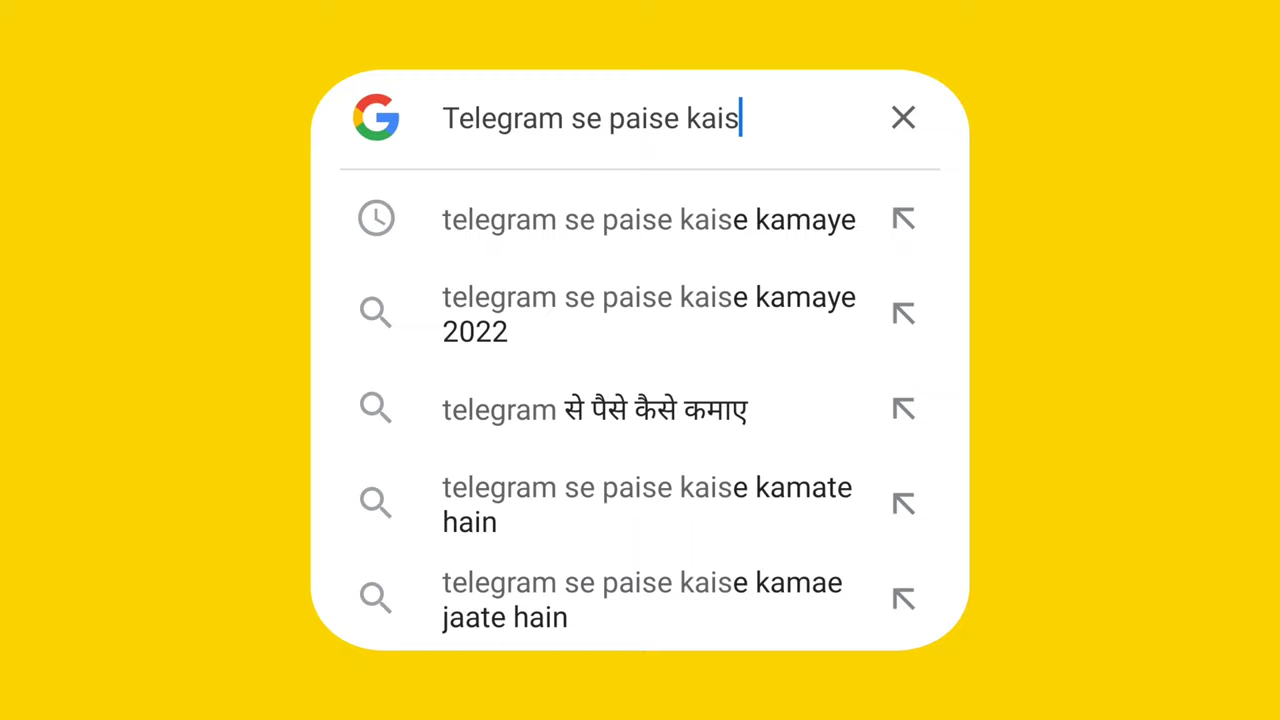 Telegram se paise kais
telegram se paise kaise kamaye
telegram se paise kaise kamaye
2022
telegram से पैसे कैसे कमाए
telegram se paise kaise kamate
hain
telegram se paise kaise kamae
jaate hain